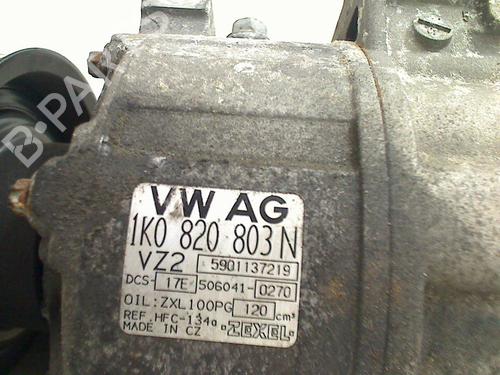 B-PARTS
VW AG
1K0 820 803 N
VZ2 5901137219
DCS-17E 506041-0270
OIL:ZXL100PG 120 cm³
REF.HFC-134a ZEXEL
MADE IN CZ